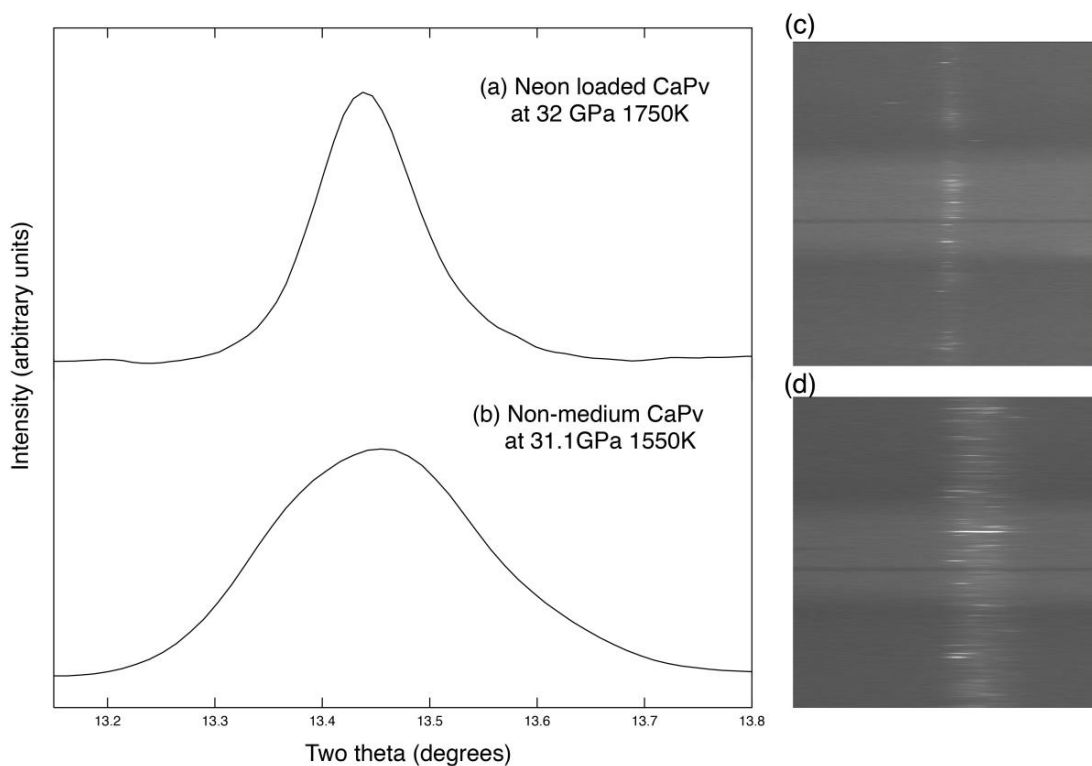 (a) Neon loaded CaPv
at 32 GPa 1750K
(b) Non-medium CaPv
at 31.1GPa 1550K
Intensity (arbitrary units)
13.2 13.3 13.4 13.5 13.6 13.7 13.8
Two theta (degrees)
(c)
(d)